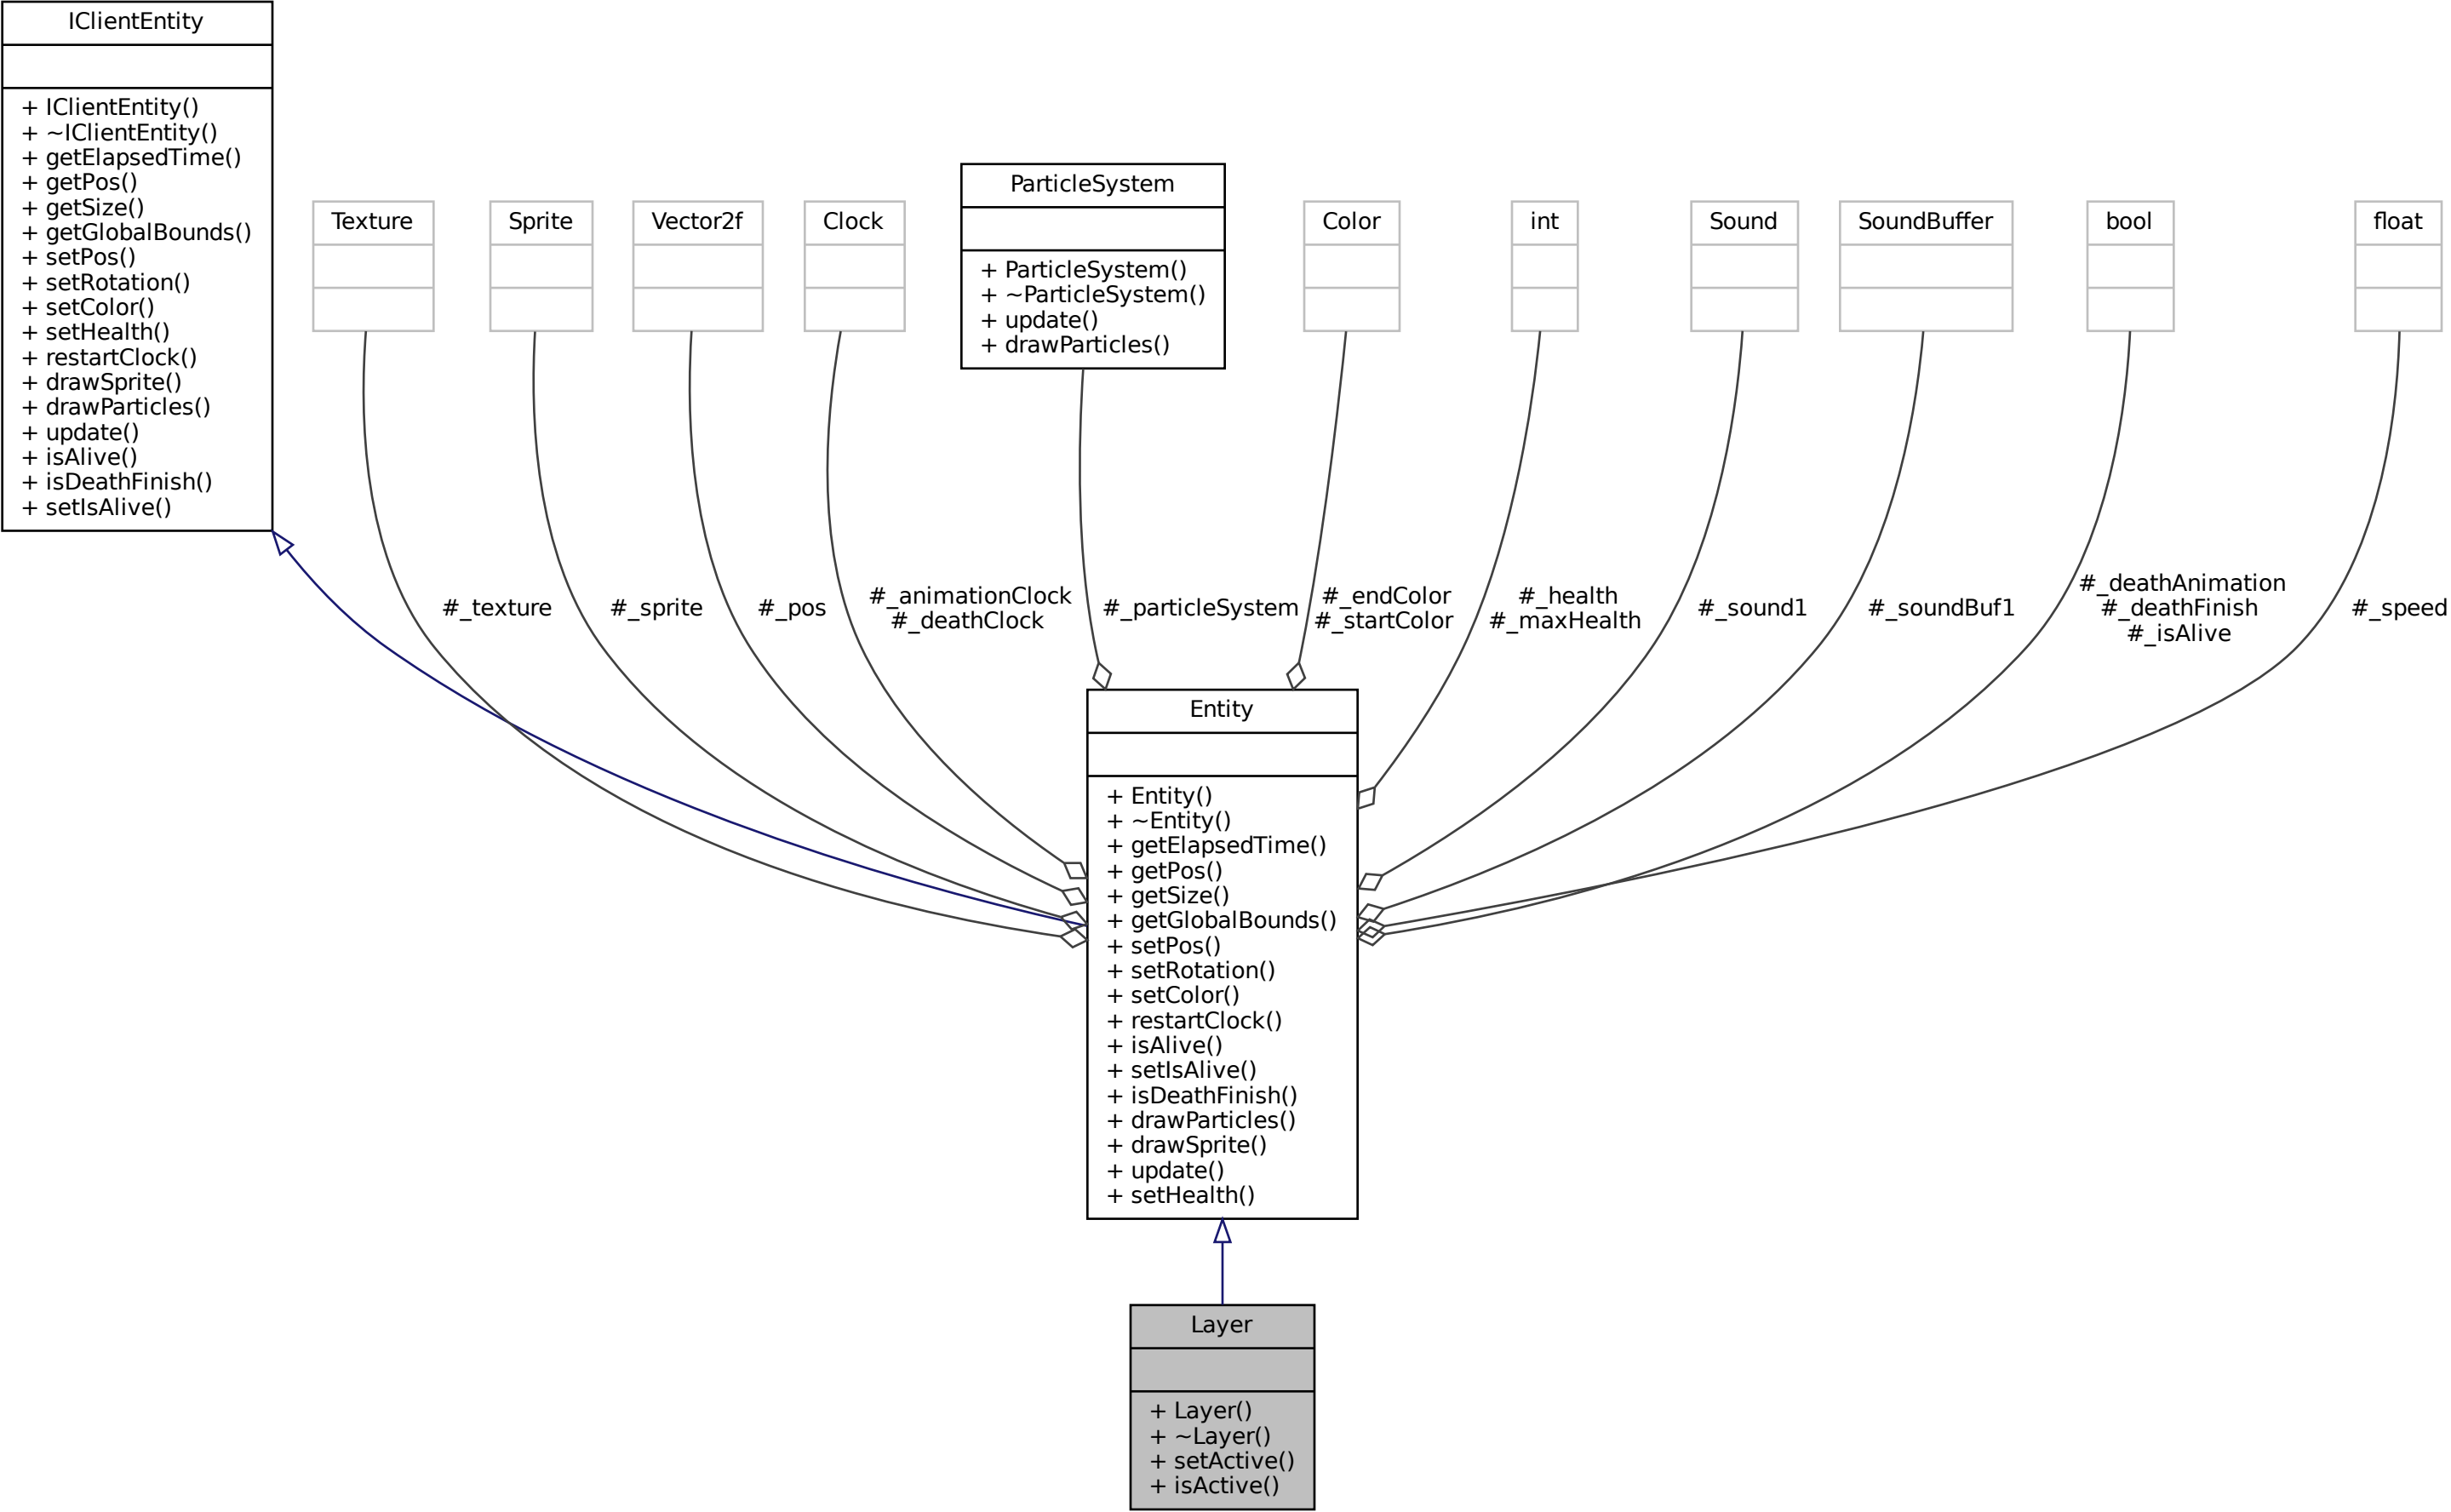 IClientEntity
+ IClientEntity()
+ ~IClientEntity()
+ getElapsedTime()
+ getPos()
+ getSize()
+ getGlobalBounds()
+ setPos()
+ setRotation()
+ setColor()
+ setHealth()
+ restartClock()
+ drawSprite()
+ drawParticles()
+ update()
+ isAlive()
+ isDeathFinish()
+ setIsAlive()
Texture
Sprite
Vector2f
Clock
ParticleSystem
+ ParticleSystem()
+ ~ParticleSystem()
+ update()
+ drawParticles()
Color
int
Sound
SoundBuffer
bool
float
#_texture
#_sprite
#_pos
#_animationClock
#_deathClock
#_particleSystem
#_endColor
#_startColor
#_health
#_maxHealth
#_sound1
#_soundBuf1
#_deathAnimation
#_deathFinish
#_isAlive
#_speed
Entity
+ Entity()
+ ~Entity()
+ getElapsedTime()
+ getPos()
+ getSize()
+ getGlobalBounds()
+ setPos()
+ setRotation()
+ setColor()
+ restartClock()
+ isAlive()
+ setIsAlive()
+ isDeathFinish()
+ drawParticles()
+ drawSprite()
+ update()
+ setHealth()
Layer
+ Layer()
+ ~Layer()
+ setActive()
+ isActive()